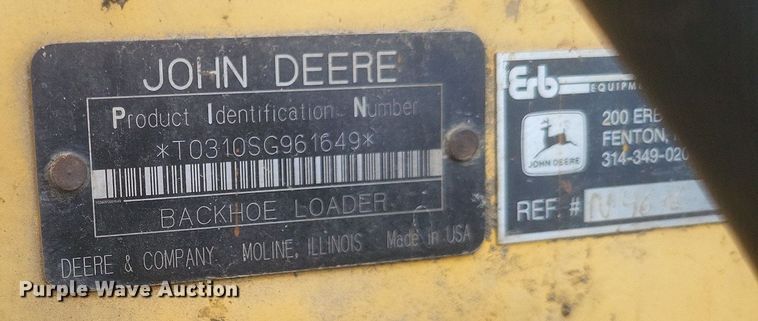 JOHN DEERE
Product Identification Number
*T0310SG961649*
BACKHOE LOADER
DEERE & COMPANY MOLINE, ILLINOIS Made in USA
Erb
EQUIPME
200 ERB
FENTON,
314-349-020
JOHN DEERE
REF. #
Purple Wave Auction